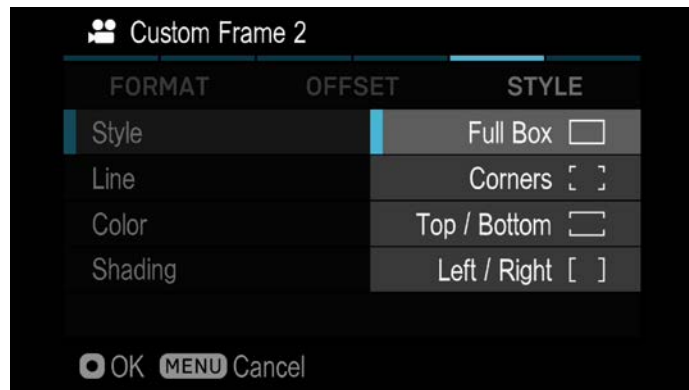 Custom Frame 2
FORMAT OFFSET STYLE
Style Full Box
Line Corners
Color Top / Bottom
Shading Left / Right
OK MENU Cancel